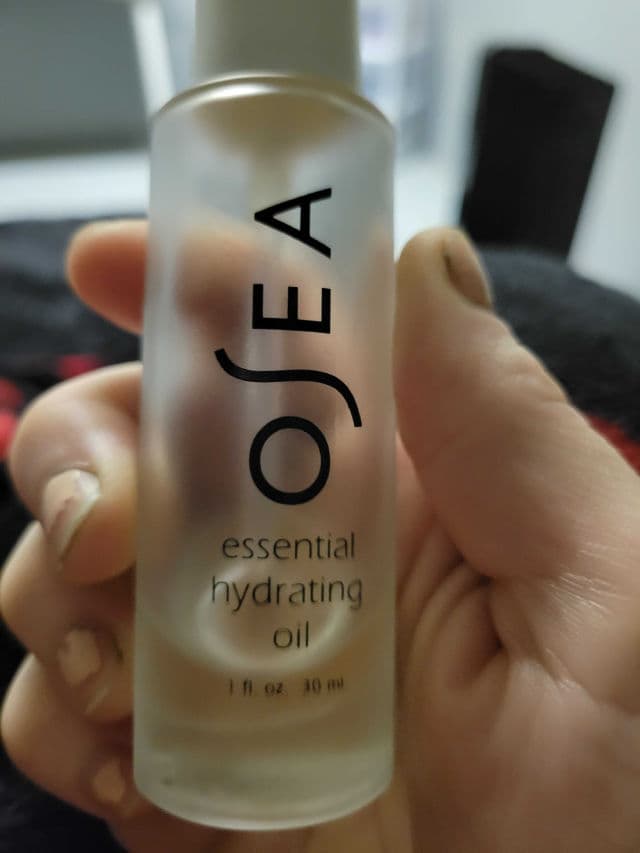 OSEA
essential
hydrating
oil
1 fl. oz. 30 ml